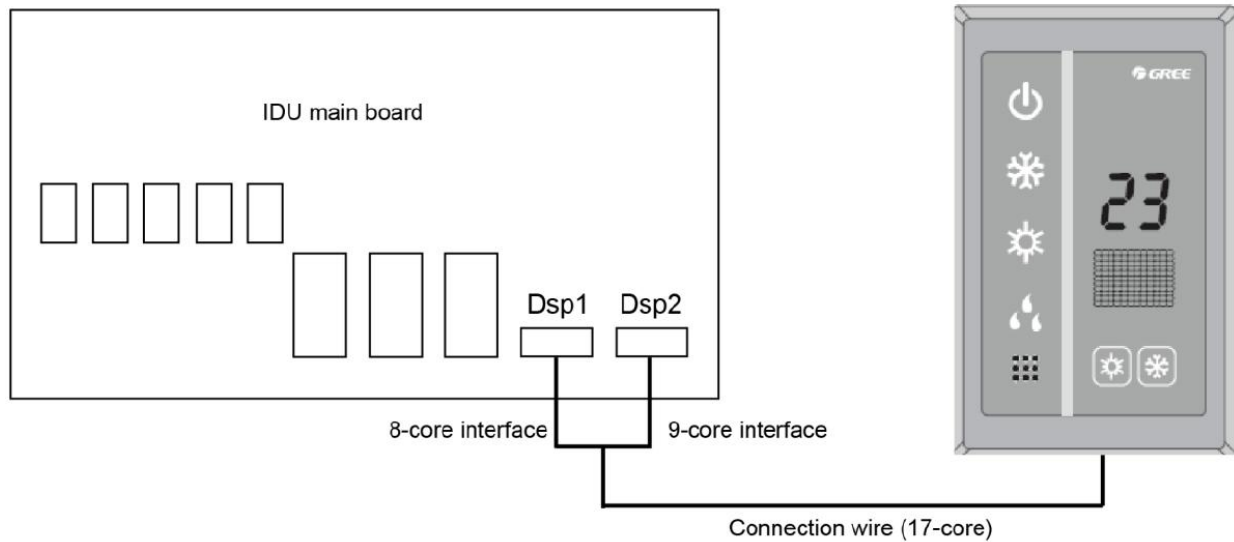 IDU main board
GREE
23
Dsp1 Dsp2
8-core interface
9-core interface
Connection wire (17-core)